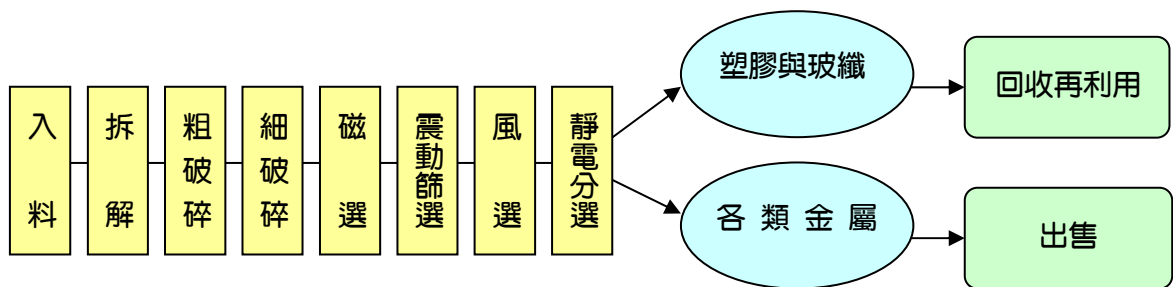 入料
拆解
粗破碎
細破碎
磁選
震動篩選
風選
靜電分選
塑膠與玻纖
回收再利用
各類金屬
出售